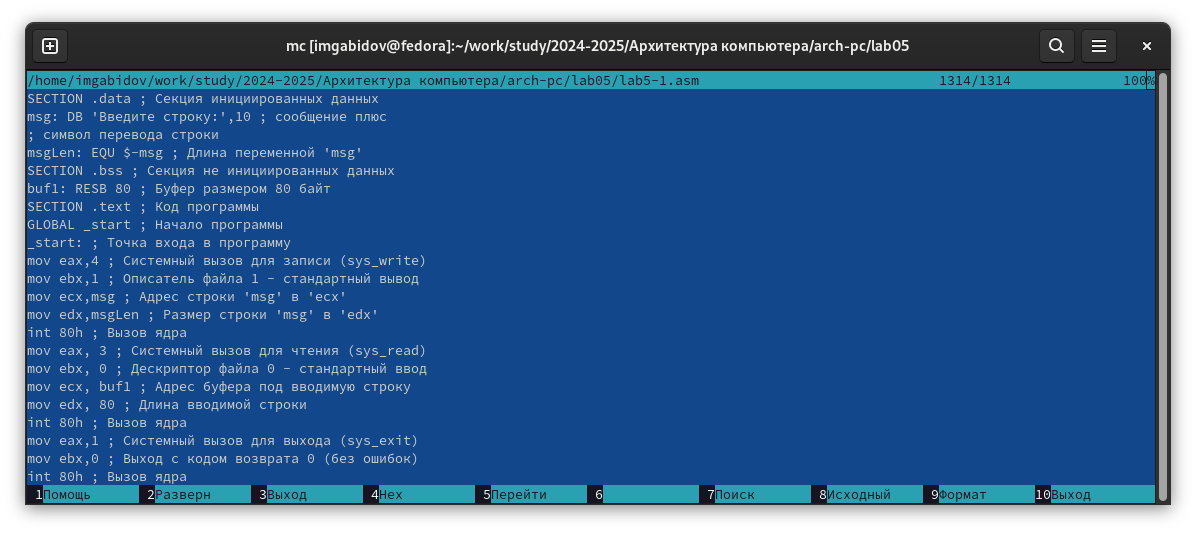 mc [imgabidov@fedora]:~/work/study/2024-2025/Архитектура компьютера/arch-pc/lab05
/home/imgabidov/work/study/2024-2025/Архитектура компьютера/arch-pc/lab05/lab5-1.asm 1314/1314 100%
SECTION .data ; Секция инициированных данных
msg: DB 'Введите строку:',10 ; сообщение плюс
; символ перевода строки
msgLen: EQU $-msg ; Длина переменной 'msg'
SECTION .bss ; Секция не инициированных данных
buf1: RESB 80 ; Буфер размером 80 байт
SECTION .text ; Код программы
GLOBAL _start ; Начало программы
_start: ; Точка входа в программу
mov eax,4 ; Системный вызов для записи (sys_write)
mov ebx,1 ; Описатель файла 1 - стандартный вывод
mov ecx,msg ; Адрес строки 'msg' в 'ecx'
mov edx,msgLen ; Размер строки 'msg' в 'edx'
int 80h ; Вызов ядра
mov eax, 3 ; Системный вызов для чтения (sys_read)
mov ebx, 0 ; Дескриптор файла 0 - стандартный ввод
mov ecx, buf1 ; Адрес буфера под вводимую строку
mov edx, 80 ; Длина вводимой строки
int 80h ; Вызов ядра
mov eax,1 ; Системный вызов для выхода (sys_exit)
mov ebx,0 ; Выход с кодом возврата 0 (без ошибок)
int 80h ; Вызов ядра
1Помощь 2Разверн 3Выход 4Hex 5Перейти 6 7Поиск 8Исходный 9Формат 10Выход